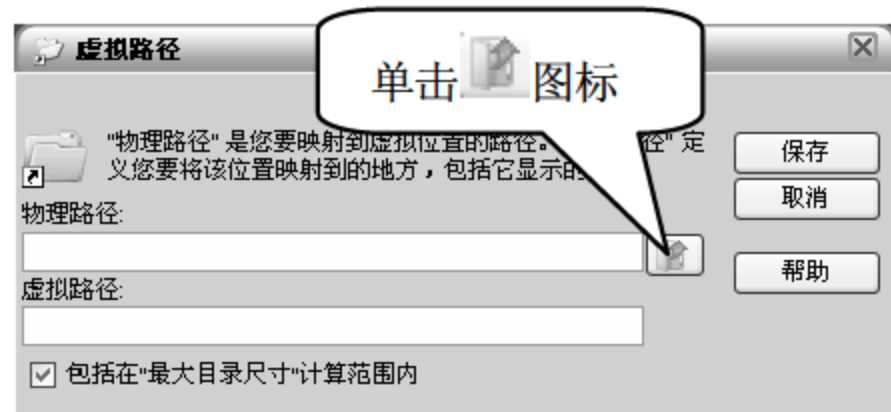 虚拟路径
单击图标
"物理路径" 是您要映射到虚拟位置的路径。 径" 定
义您要将该位置映射到的地方，包括它显示的
保存
取消
物理路径:
帮助
虚拟路径:
包括在"最大目录尺寸"计算范围内